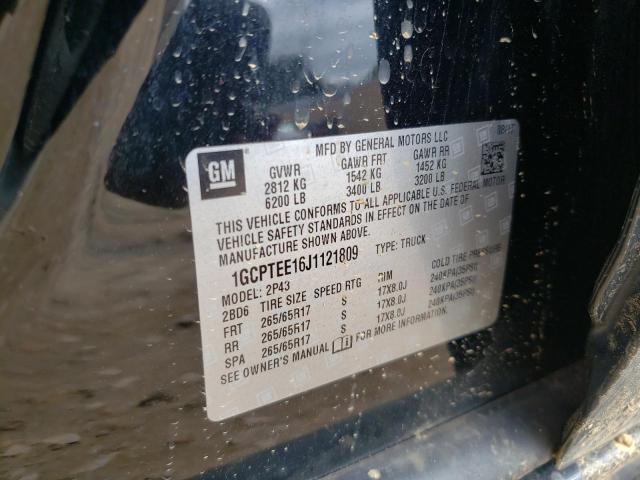 GM
MFD BY GENERAL MOTORS LLC
GVWR GAWR FRT GAWR RR
2812 KG 1542 KG 1452 KG
6200 LB 3400 LB 3200 LB
THIS VEHICLE CONFORMS TO ALL APPLICABLE U.S. FEDERAL MOTOR
VEHICLE SAFETY STANDARDS IN EFFECT ON THE DATE OF
MANUFACTURE SHOWN ABOVE.
1GCPTEE16J1121809 TYPE: TRUCK
MODEL: 2P43
2BD6 TIRE SIZE SPEED RTG RIM COLD TIRE PRESSURE
FRT 265/65R17 S 17X8.0J 240KPA(35PSI)
RR 265/65R17 S 17X8.0J 240KPA(35PSI)
SPA 265/65R17 S 17X8.0J 240KPA(35PSI)
SEE OWNER'S MANUAL FOR MORE INFORMATION.